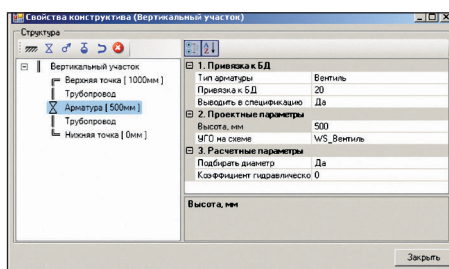 Свойства конструктива (Вертикальный участок)
Структура
Вертикальный участок
Верхняя точка [ 1000мм ]
Трубопровод
Арматура [ 500мм ]
Трубопровод
Нижняя точка [ 0мм ]
1. Привязка к БД
Тип арматуры Вентиль
Привязка к БД 20
Выводить в спецификацию Да
2. Проектные параметры
Высота, мм 500
УГО на схеме WS_Вентиль
3. Расчетные параметры
Подбирать диаметр Да
Коэффициент гидравлическо 0
Высота, мм
Закрыть